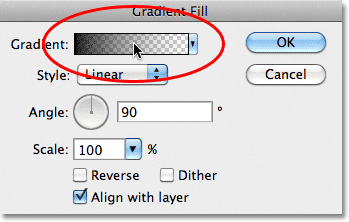 Gradient Fill
Gradient: OK
Style: Linear Cancel
Angle: 90 °
Scale: 100 %
Reverse Dither
Align with layer